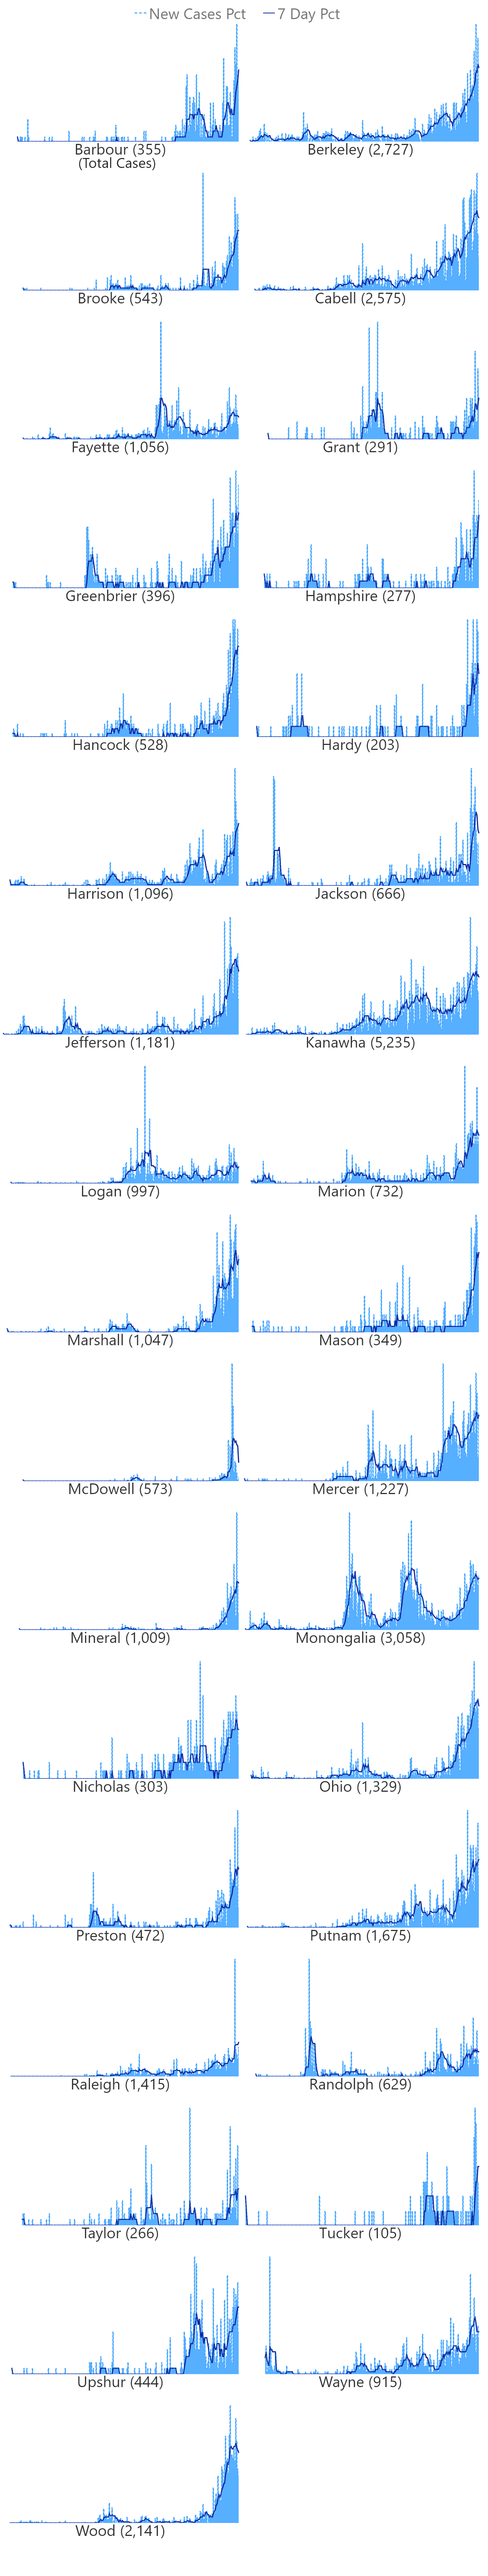 New Cases Pct 7 Day Pct
Barbour (355) Berkeley (2,727)
(Total Cases)
Brooke (543) Cabell (2,575)
Fayette (1,056) Grant (291)
Greenbrier (396) Hampshire (277)
Hancock (528) Hardy (203)
Harrison (1,096) Jackson (666)
Jefferson (1,181) Kanawha (5,235)
Logan (997) Marion (732)
Marshall (1,047) Mason (349)
McDowell (573) Mercer (1,227)
Mineral (1,009) Monongalia (3,058)
Nicholas (303) Ohio (1,329)
Preston (472) Putnam (1,675)
Raleigh (1,415) Randolph (629)
Taylor (266) Tucker (105)
Upshur (444) Wayne (915)
Wood (2,141)